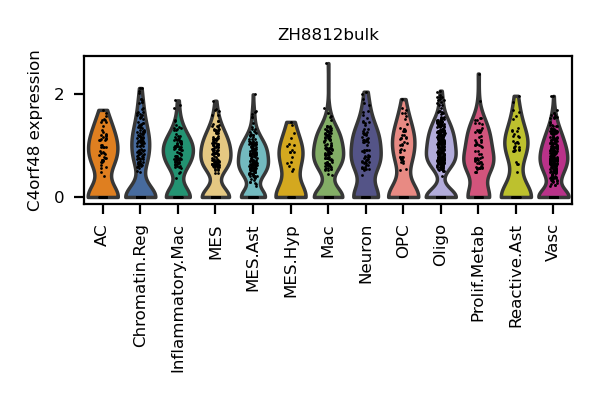 ZH8812bulk
C4orf48 expression
2
0
AC
Chromatin.Reg
Inflammatory.Mac
MES
MES.Ast
MES.Hyp
Mac
Neuron
OPC
Oligo
Prolif.Metab
Reactive.Ast
Vasc